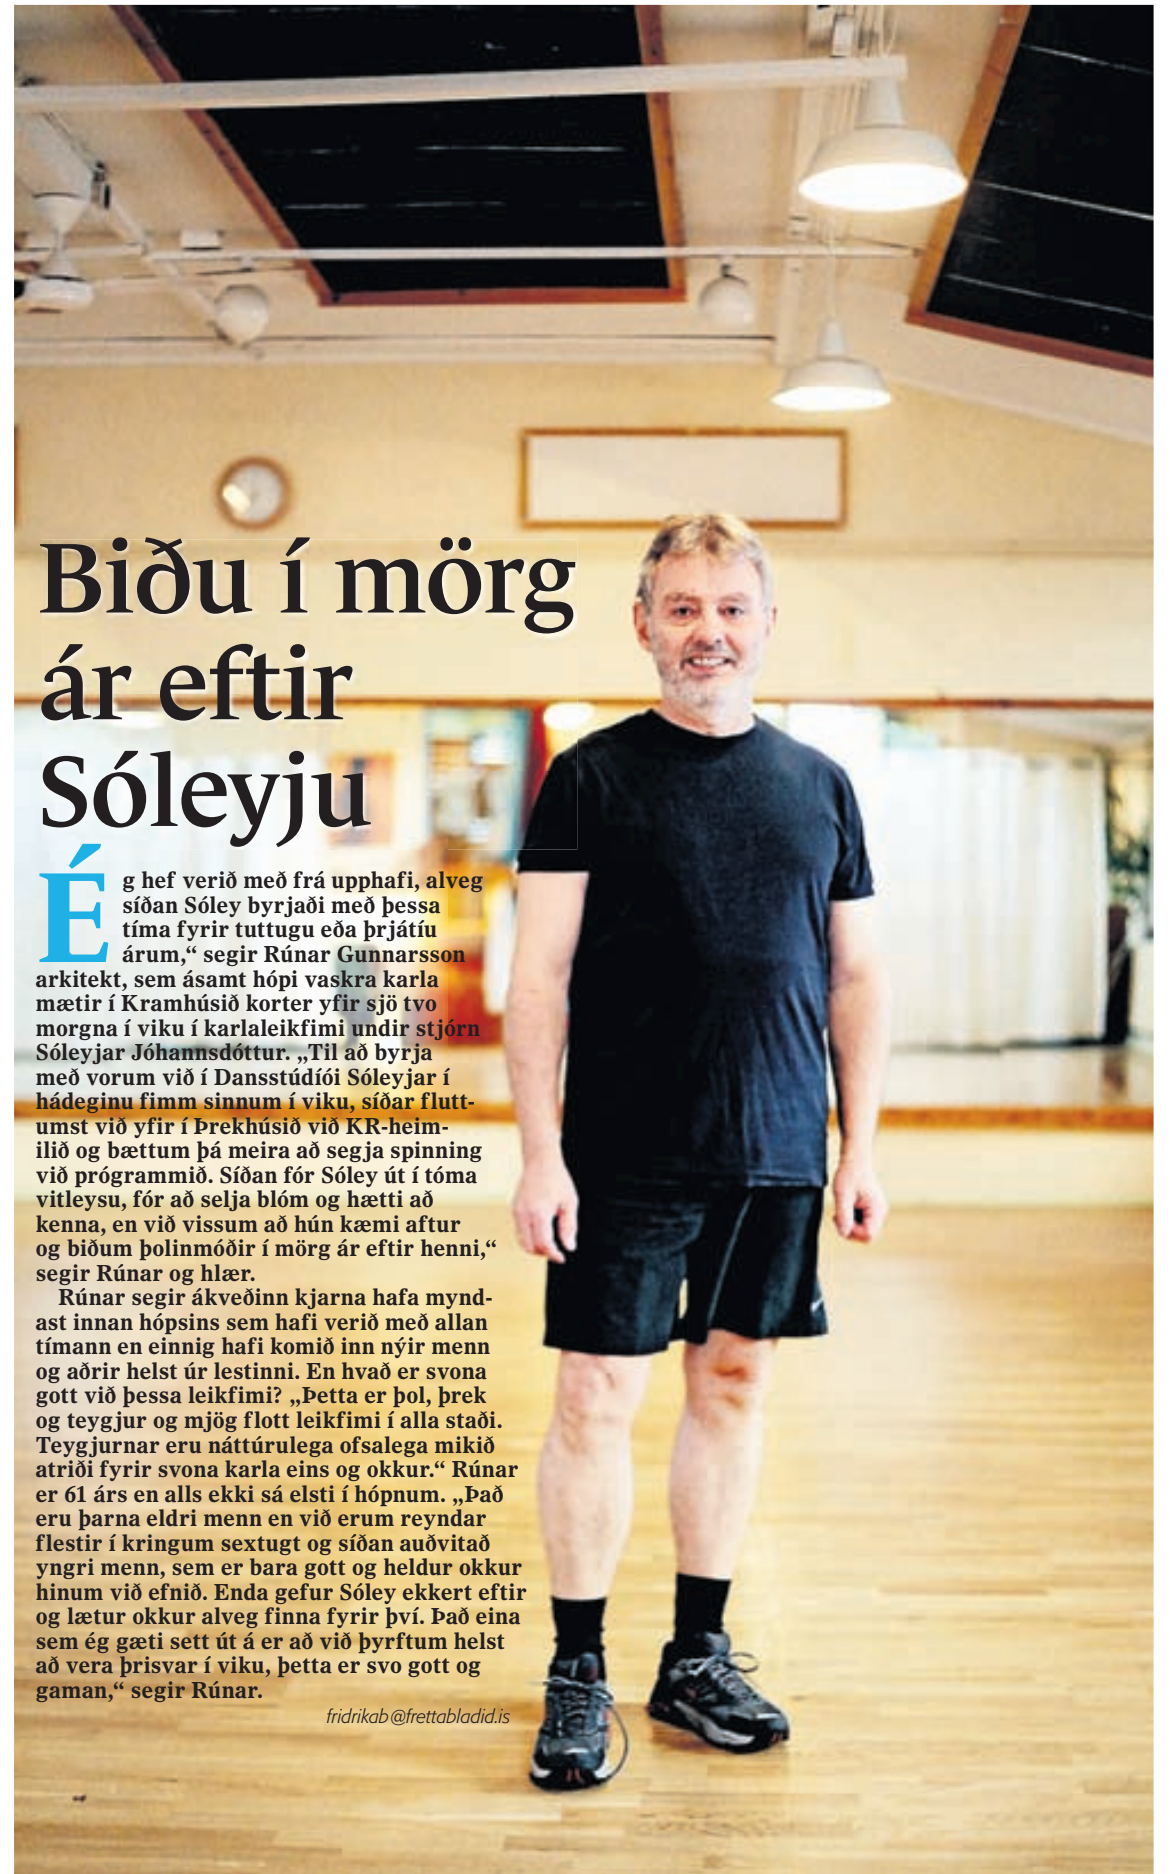 Biðu í mörg
ár eftir
Sóleyju
Ég hef verið með frá upphafi, alveg
síðan Sóley byrjaði með þessa
tíma fyrir tuttugu eða þrjátíu
árum,“ segir Rúnar Gunnarsson
arkitekt, sem ásamt hópi vaskra karla
mætir í Kramhúsið korter yfir sjö tvo
morgna í viku í karlaleikfimi undir stjórn
Sóleyjar Jóhannsdóttur. „Til að byrja
með vorum við í Dansstúdíói Sóleyjar í
hádeginu fimm sinnum í viku, síðar flutt-
umst við yfir í Þrekhúsið við KR-heim-
ilið og bættum þá meira að segja spinning
við prógrammið. Síðan fór Sóley út í tóma
vitleysu, fór að selja blóm og hætti að
kenna, en við vissum að hún kæmi aftur
og biðum þolinmóðir í mörg ár eftir henni,“
segir Rúnar og hlær.
Rúnar segir ákveðinn kjarna hafa mynd-
ast innan hópsins sem hafi verið með allan
tímann en einnig hafi komið inn nýir menn
og aðrir helst úr lestinni. En hvað er svona
gott við þessa leikfimi? „Þetta er þol, þrek
og teygjur og mjög flott leikfimi í alla staði.
Teygjurnar eru náttúrulega ofsalega mikið
atriði fyrir svona karla eins og okkur.“ Rúnar
er 61 árs en alls ekki sá elsti í hópnum. „Það
eru þarna eldri menn en við erum reyndar
flestir í kringum sextugt og síðan auðvitað
yngri menn, sem er bara gott og heldur okkur
hinum við efnið. Enda gefur Sóley ekkert eftir
og lætur okkur alveg finna fyrir því. Það eina
sem ég gæti sett út á er að við þyrftum helst
að vera þrisvar í viku, þetta er svo gott og
gaman,“ segir Rúnar.
fridrikab@frettabladid.is